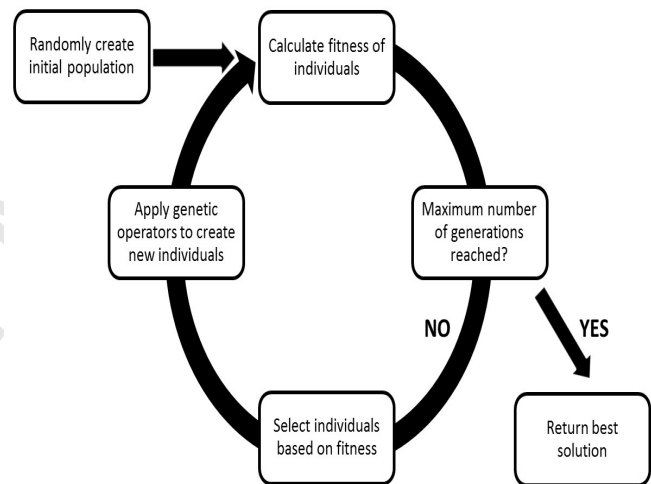 Randomly create
initial population
Calculate fitness of
individuals
Maximum number
of generations
reached?
NO
YES
Return best
solution
Select individuals
based on fitness
Apply genetic
operators to create
new individuals